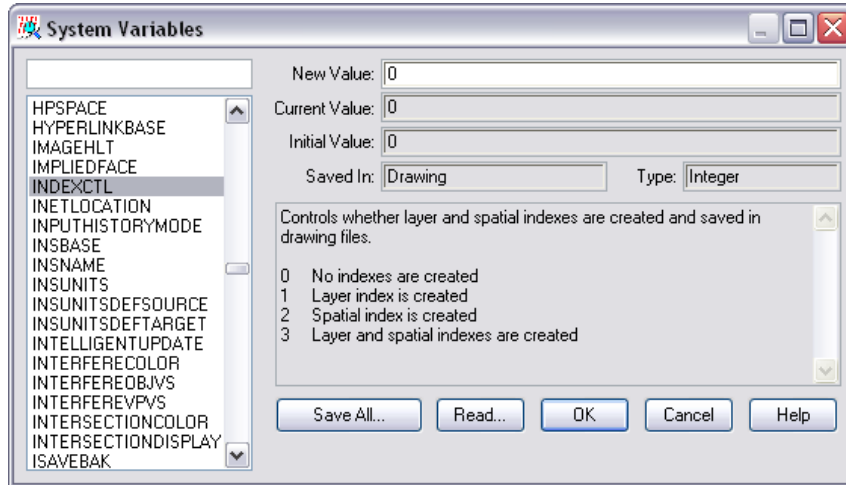 System Variables
New Value: 0
Current Value: 0
Initial Value: 0
Saved In: Drawing Type: Integer
HPSPACE
HYPERLINKBASE
IMAGEHLT
IMPLIEDFACE
INDEXCTL
INETLOCATION
INPUTHISTORYMODE
INSBASE
INSNAME
INSUNITS
INSUNITSDEFSOURCE
INSUNITSDEFTARGET
INTELLIGENTUPDATE
INTERFERECOLOR
INTERFEREOBJVS
INTERFEREVPVS
INTERSECTIONCOLOR
INTERSECTIONDISPLAY
ISAVEBAK
Controls whether layer and spatial indexes are created and saved in
drawing files.
0 No indexes are created
1 Layer index is created
2 Spatial index is created
3 Layer and spatial indexes are created
Save All... Read... OK Cancel Help